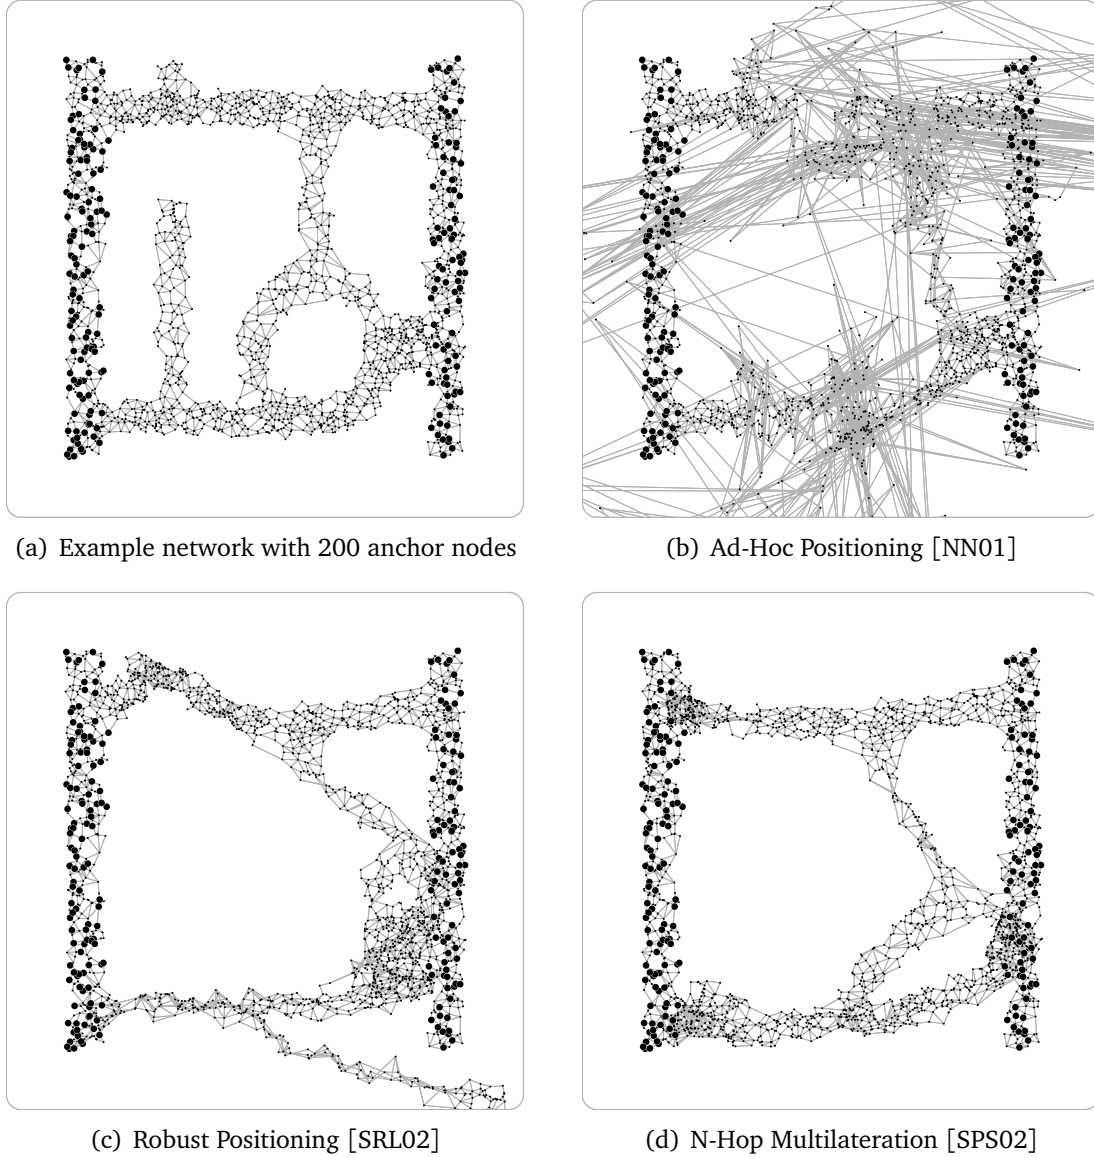 (a) Example network with 200 anchor nodes
(b) Ad-Hoc Positioning [NN01]
(c) Robust Positioning [SRL02]
(d) N-Hop Multilateration [SPS02]